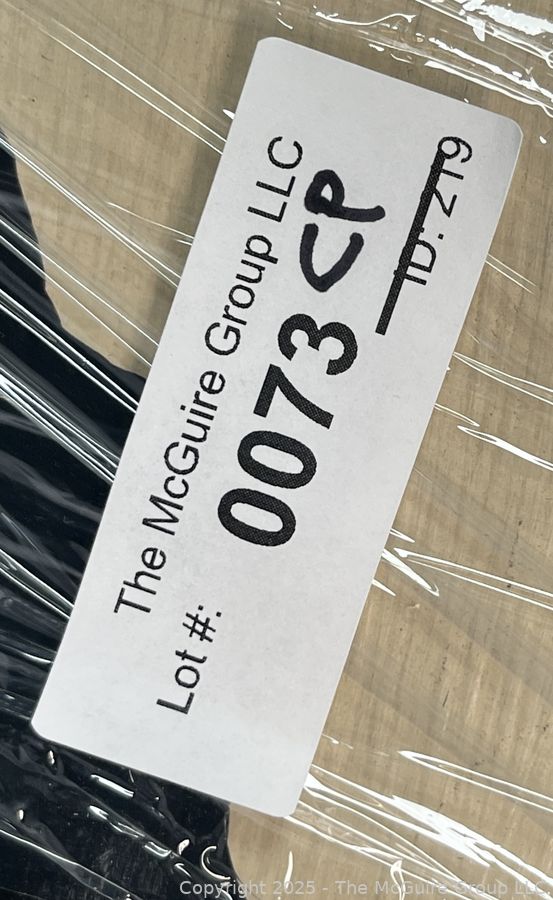 The McGuire Group LLC
Lot #: 0073 CP
ID: 219
Copyright 2025 - The McGuire Group LLC